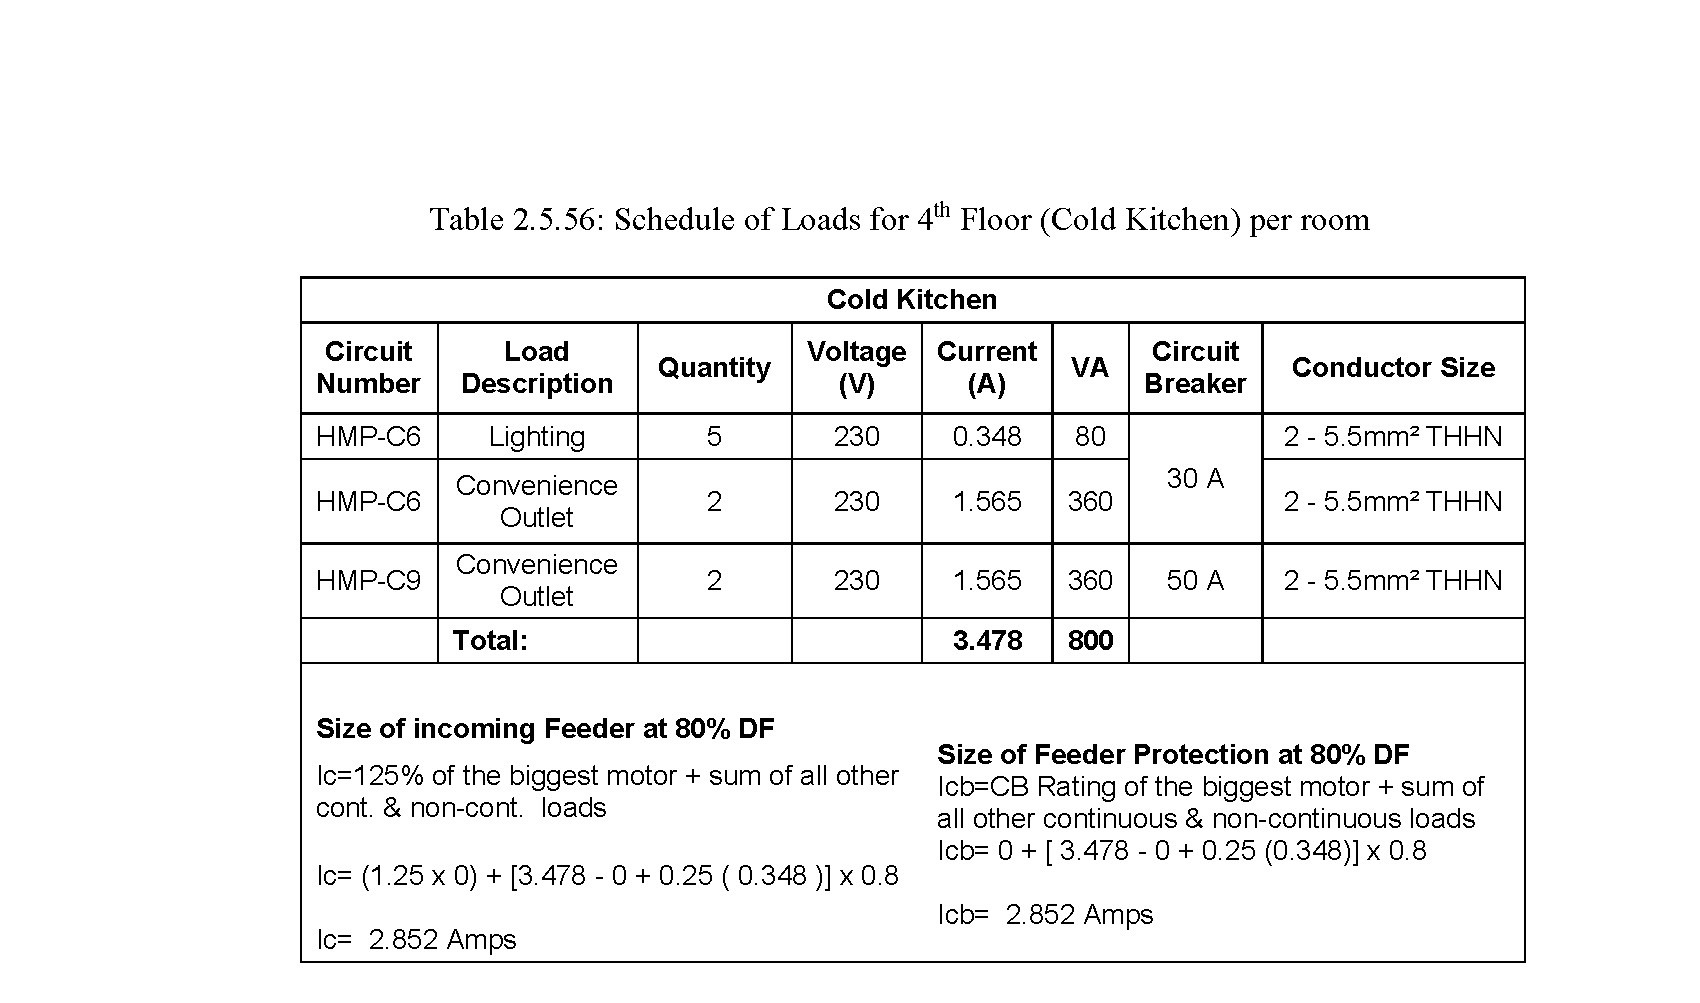 Table 2.5.56: Schedule of Loads for 4th Floor (Cold Kitchen) per room
Cold Kitchen
Circuit Number Load Description Quantity Voltage (V) Current (A) VA Circuit Breaker Conductor Size
HMP-C6 Lighting 5 230 0.348 80 30 A 2 - 5.5mm² THHN
HMP-C6 Convenience Outlet 2 230 1.565 360 2 - 5.5mm² THHN
HMP-C9 Convenience Outlet 2 230 1.565 360 50 A 2 - 5.5mm² THHN
Total: 3.478 800
Size of incoming Feeder at 80% DF
Ic=125% of the biggest motor + sum of all other
cont. & non-cont. loads
Ic= (1.25 x 0) + [3.478 - 0 + 0.25 ( 0.348 )] x 0.8
Ic= 2.852 Amps
Size of Feeder Protection at 80% DF
Icb=CB Rating of the biggest motor + sum of
all other continuous & non-continuous loads
Icb= 0 + [ 3.478 - 0 + 0.25 (0.348)] x 0.8
Icb= 2.852 Amps